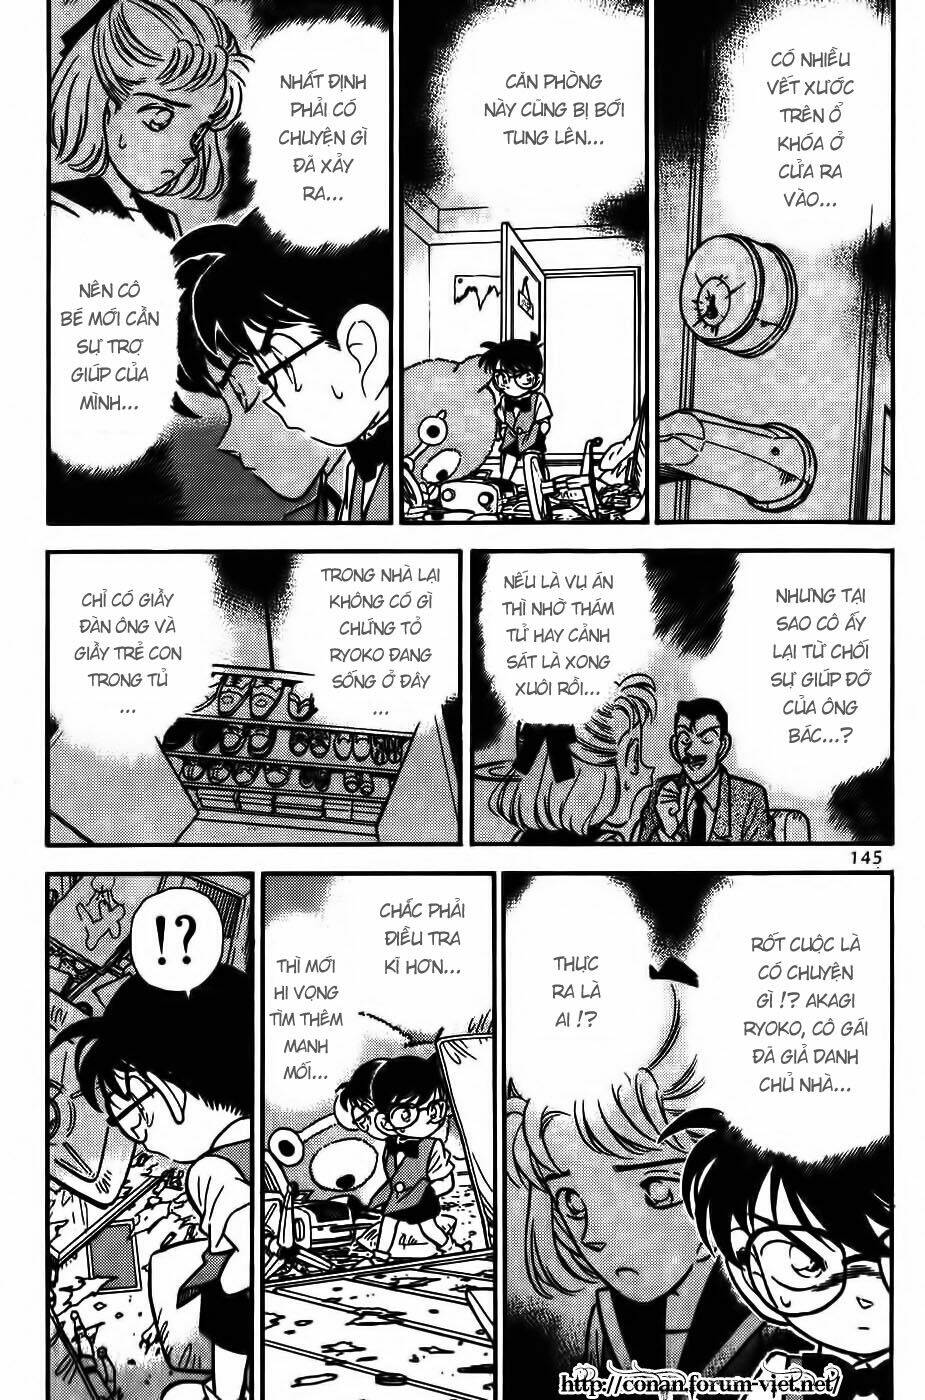 CÓ NHIỀU
VẾT XƯỚC
TRÊN Ổ
KHÓA Ở
CỬA RA
VÀO...
CĂN PHÒNG
NÀY CŨNG BỊ BỚI
TUNG LÊN...
NHẤT ĐỊNH
PHẢI CÓ
CHUYỆN GÌ
ĐÃ XẢY
RA...
NÊN CÔ
BÉ MỚI CẦN
SỰ TRỢ
GIÚP CỦA
MÌNH...
NHƯNG TẠI
SAO CÔ ẤY
LẠI TỪ CHỐI
SỰ GIÚP ĐỠ
CỦA ÔNG
BÁC...?
NẾU LÀ VỤ ÁN
THÌ NHỜ THÁM
TỬ HAY CẢNH
SÁT LÀ XONG
XUÔI RỒI...
TRONG NHÀ LẠI
KHÔNG CÓ GÌ
CHỨNG TỎ
RYOKO ĐANG
SỐNG Ở ĐÂY
...
CHỈ CÓ GIẦY
ĐÀN ÔNG VÀ
GIẦY TRẺ CON
TRONG TỦ
...
145
RỐT CUỘC LÀ
CÓ CHUYỆN
GÌ !? AKAGI
RYOKO, CÔ GÁI
ĐÃ GIẢ DANH
CHỦ NHÀ...
THỰC
RA LÀ
AI !?
CHẮC PHẢI
ĐIỀU TRA
KĨ HƠN...
THÌ MỚI
HI VỌNG
TÌM THÊM
MANH
MỐI...
!?
http://conan.forum-viet.net/